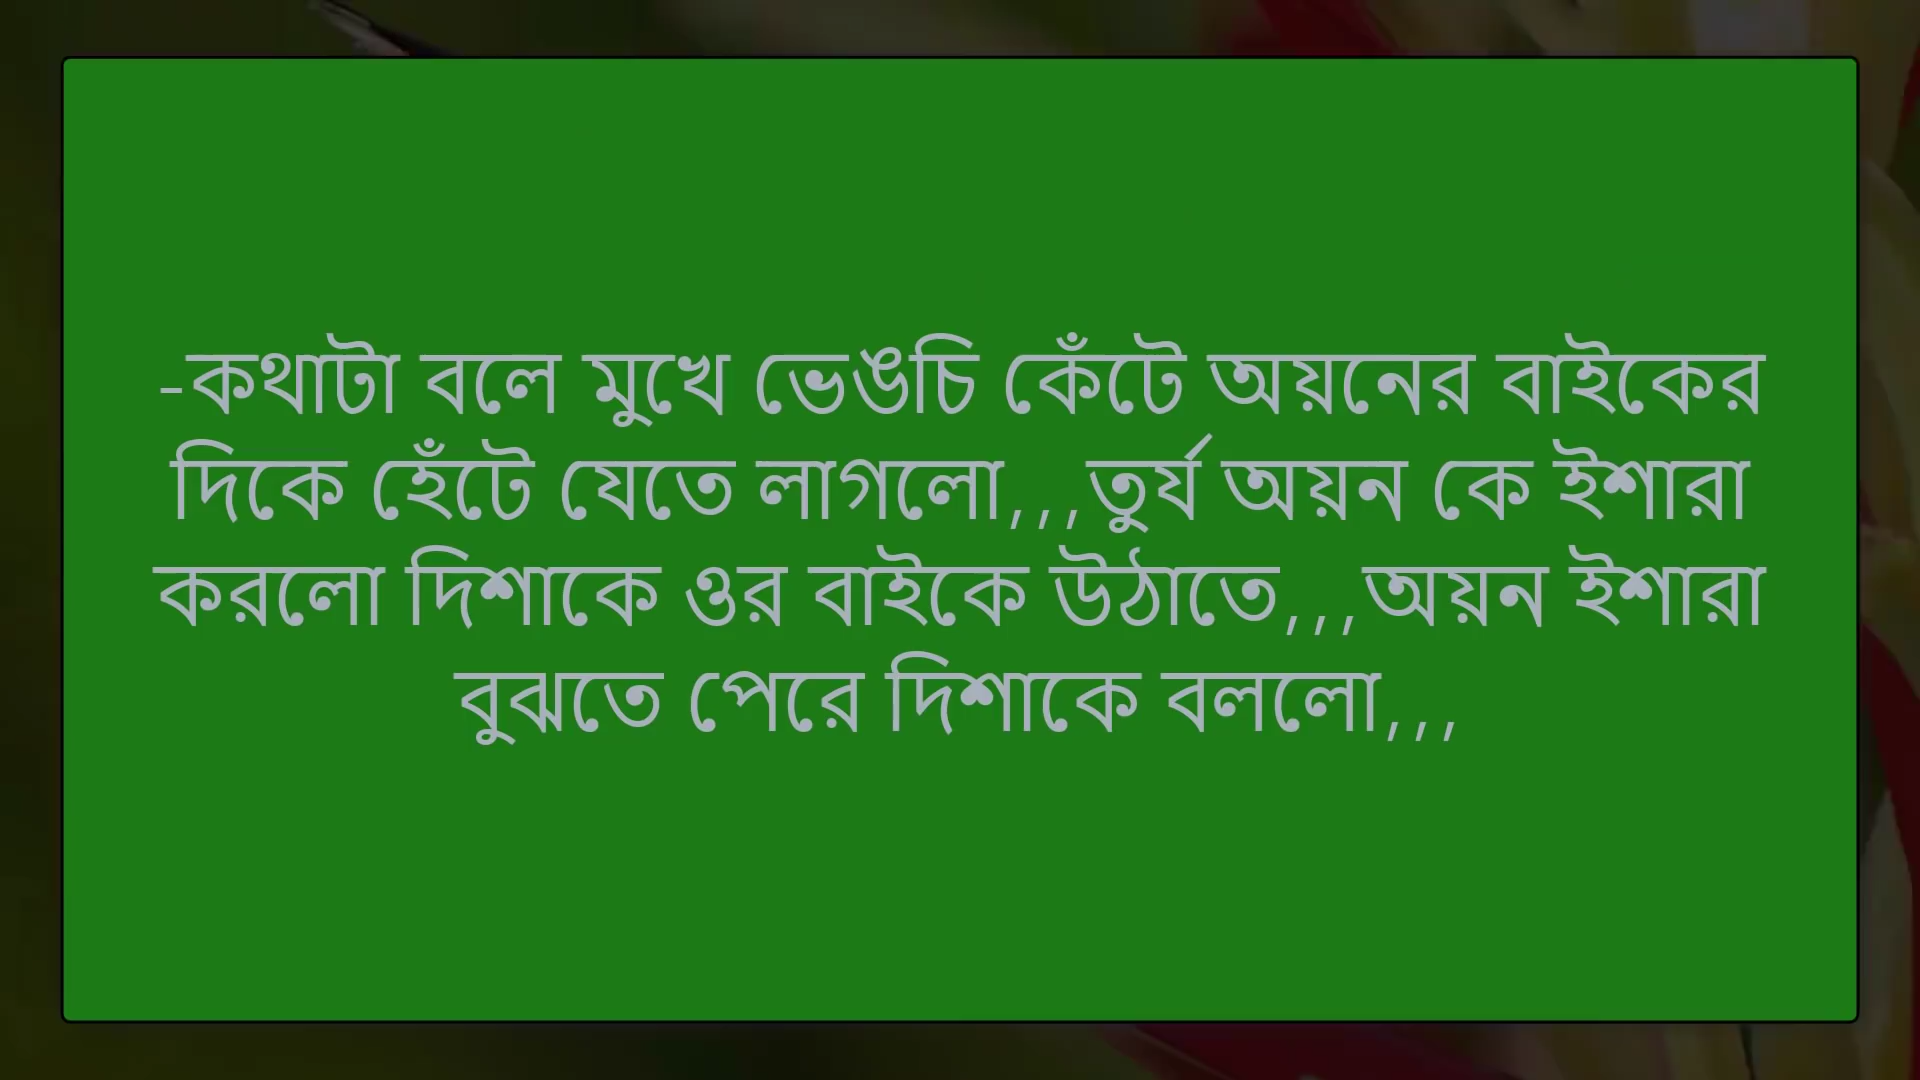 -কথাটা বলে মুখে ভেঙচি কেঁটে অয়নের বাইকের
দিকে হেঁটে যেতে লাগলো,,,তুর্য অয়ন কে ইশারা
করলো দিশাকে ওর বাইকে উঠাতে,,,অয়ন ইশারা
বুঝতে পেরে দিশাকে বললো,,,